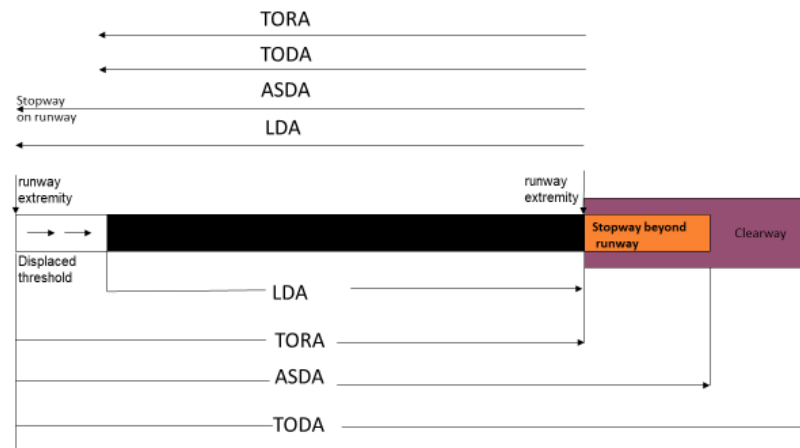 TORA
TODA
ASDA
Stopway
on runway
LDA
runway
extremity
runway
extremity
Stopway beyond
runway
Clearway
Displaced
threshold
LDA
TORA
ASDA
TODA